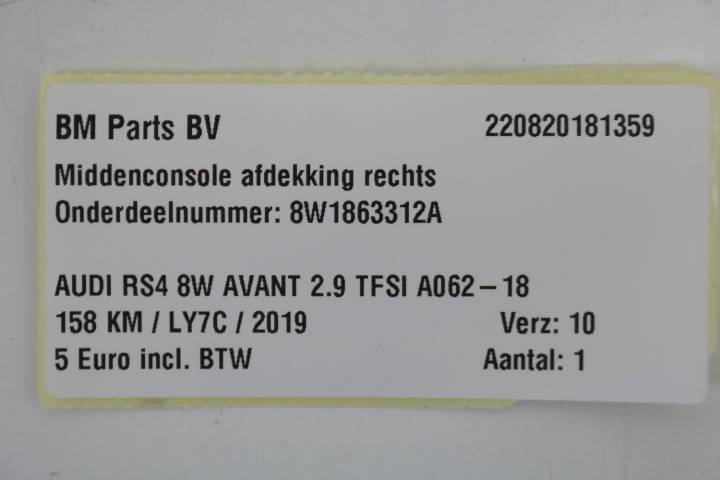 BM Parts BV 220820181359
Middenconsole afdekking rechts
Onderdeelnummer: 8W1863312A
AUDI RS4 8W AVANT 2.9 TFSI A062-18
158 KM / LY7C / 2019 Verz: 10
5 Euro incl. BTW Aantal: 1